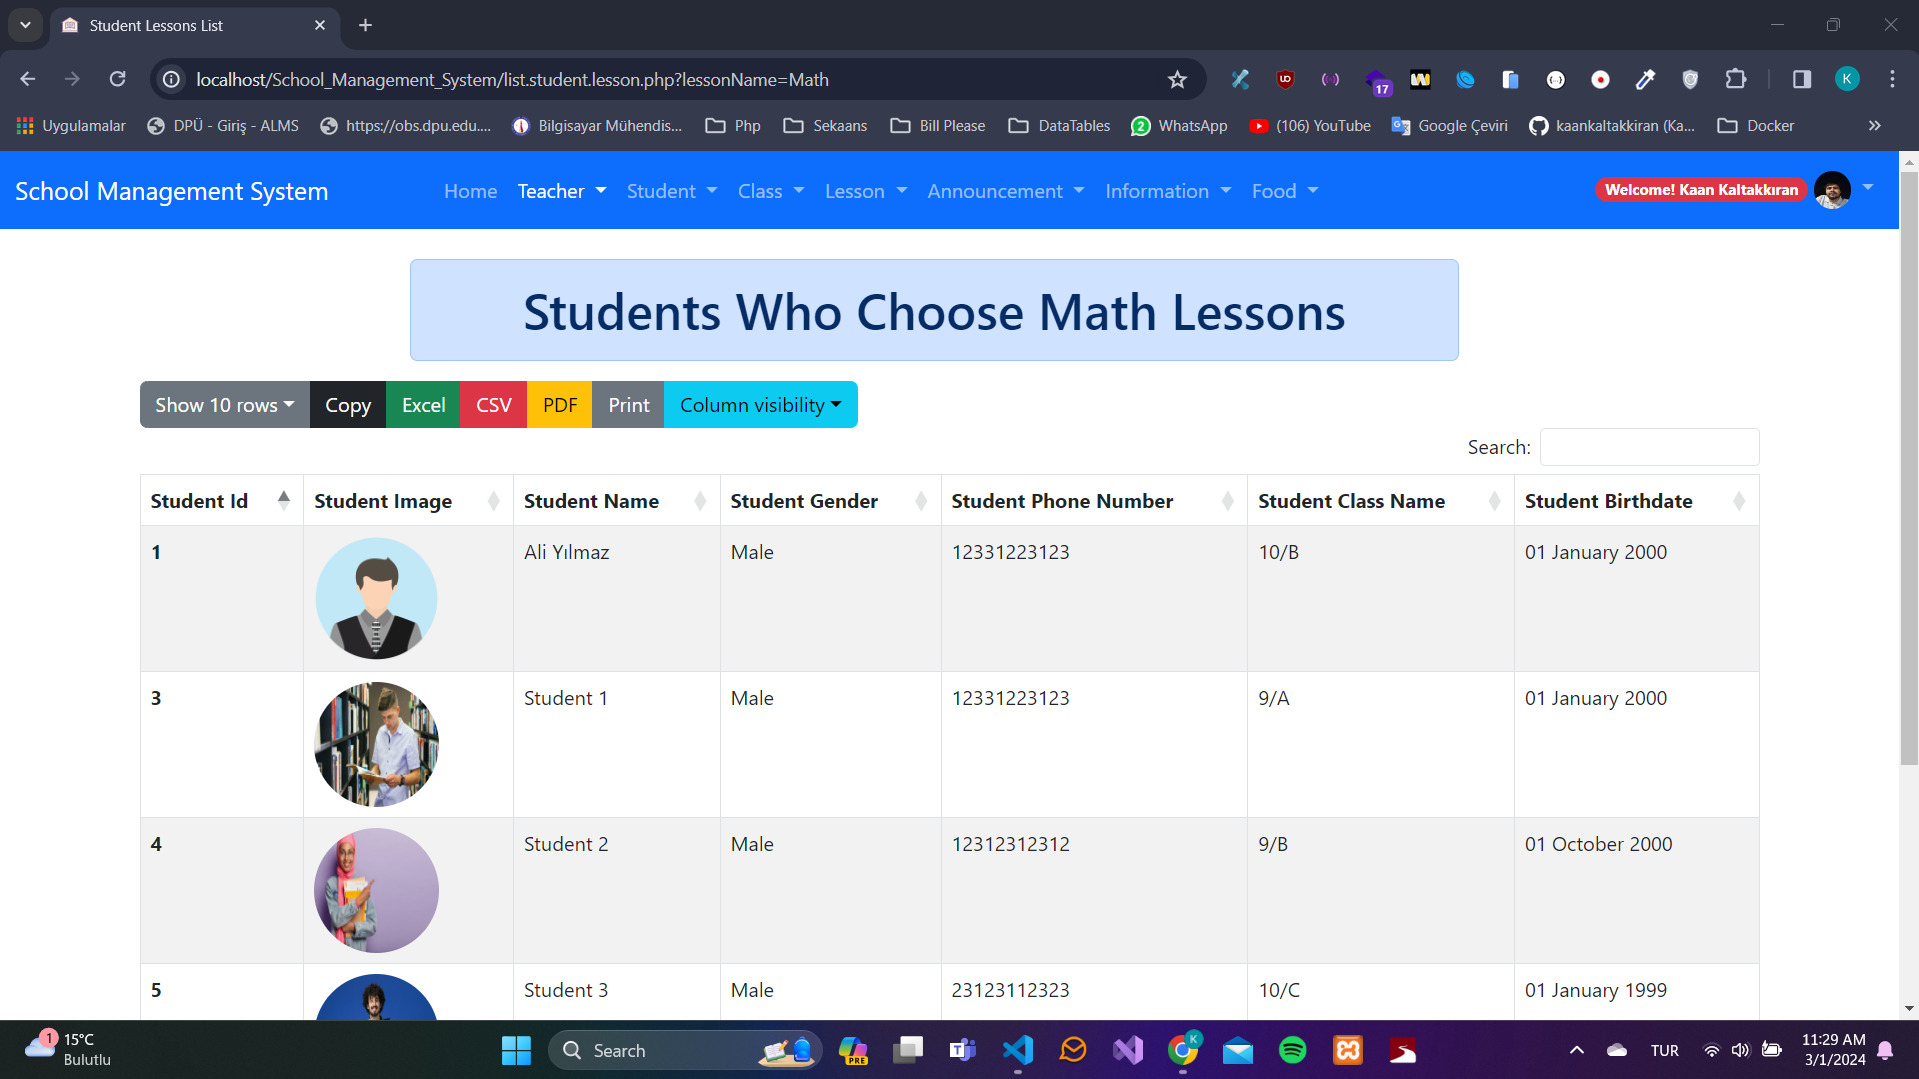 Student Lessons List
localhost/School_Management_System/list.student.lesson.php?lessonName=Math
17
K
Uygulamalar DPÜ - Giriş - ALMS https://obs.dpu.edu.... Bilgisayar Mühendis... Php Sekaans Bill Please DataTables 2 WhatsApp (106) YouTube Google Çeviri kaankaltakkiran (Ka... Docker
School Management System Home Teacher Student Class Lesson Announcement Information Food Welcome! Kaan Kaltakkıran
Students Who Choose Math Lessons
Show 10 rows Copy Excel CSV PDF Print Column visibility
Search:
Student Id Student Image Student Name Student Gender Student Phone Number Student Class Name Student Birthdate
1 Ali Yılmaz Male 12331223123 10/B 01 January 2000
3 Student 1 Male 12331223123 9/A 01 January 2000
4 Student 2 Male 12312312312 9/B 01 October 2000
5 Student 3 Male 23123112323 10/C 01 January 1999
1 15°C
Bulutlu
Search
PRE
K
TUR
11:29 AM
3/1/2024